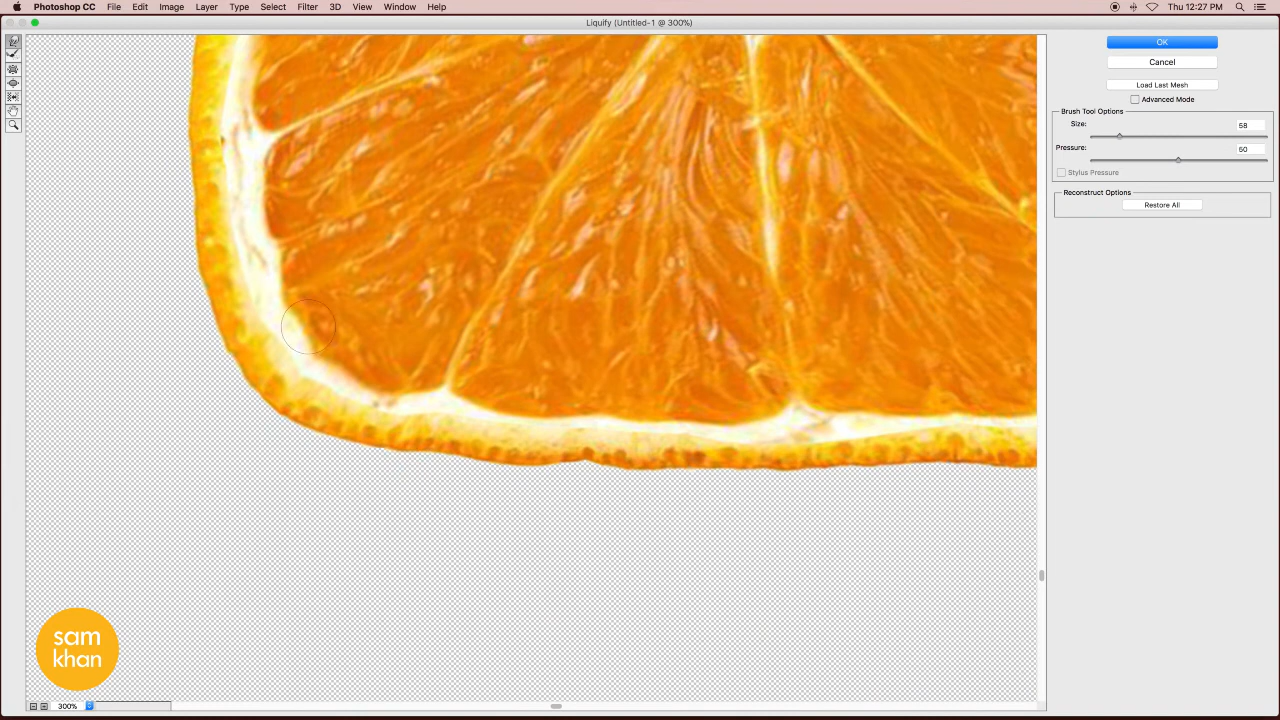 Photoshop CC File Edit Image Layer Type Select Filter 3D View Window Help Thu 12:27 PM
Liquify (Untitled-1 @ 300%)
OK
Cancel
Load Last Mesh
Advanced Mode
Brush Tool Options
Size: 58
Pressure: 50
Stylus Pressure
Reconstruct Options
Restore All
sam
khan
300%